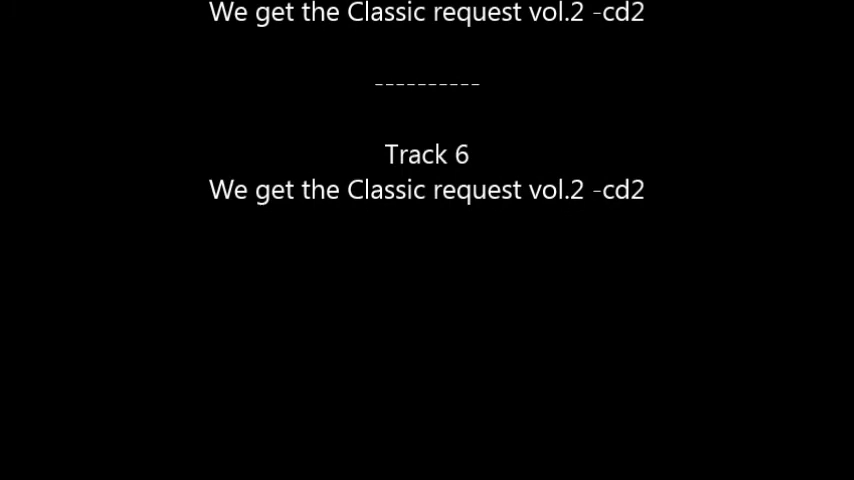 We get the Classic request vol.2 -cd2
----------
Track 6
We get the Classic request vol.2 -cd2